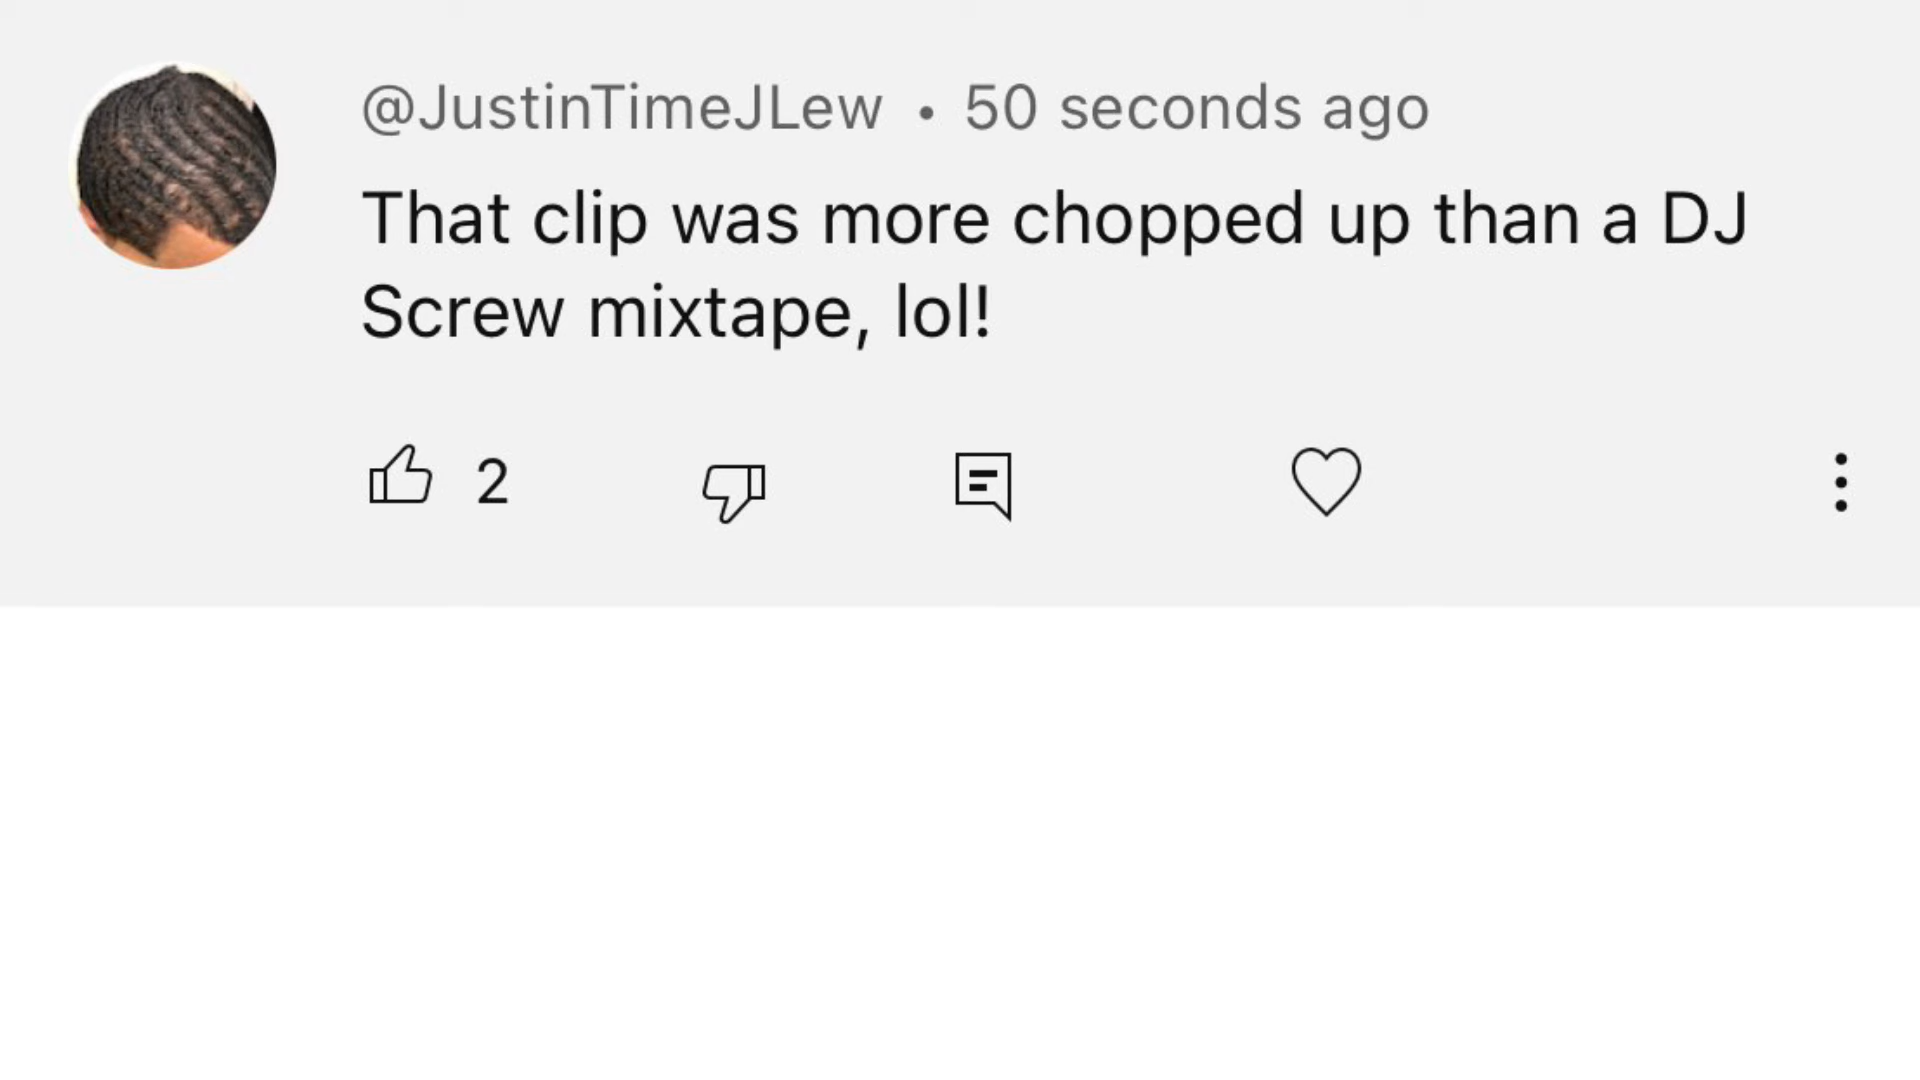 @JustinTimeJLew • 50 seconds ago
That clip was more chopped up than a DJ
Screw mixtape, lol!
2